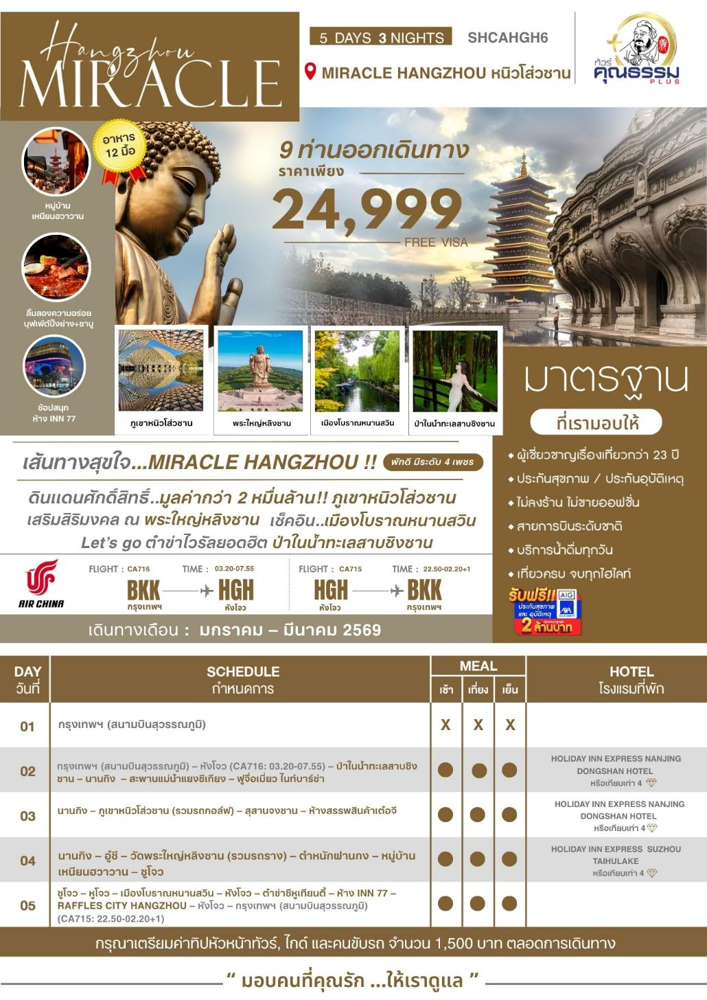 Hangzhou
MIRACLE
5 DAYS 3 NIGHTS SHCAHGH6
MIRACLE HANGZHOU หนิวโส่วซาน
ทัวร์
คุณธรรม
PLUS
อาหาร
12 มื้อ
9 ท่านออกเดินทาง
ราคาเพียง
24,999
FREE VISA
หมู่บ้าน
เหนียนฮวาวาน
ลิ้มลองความอร่อย
บุฟเฟ่ต์ปิ้งย่าง+ชาบู
ช้อปสนุก
ห้าง INN 77
ภูเขาหนิวโส่วซาน
พระใหญ่หลิงซาน
เมืองโบราณหนานสวิน
ป่าในน้ำทะเลสาบชิงซาน
มาตรฐาน
ที่เรามอบให้
ผู้เชี่ยวชาญเรื่องเที่ยวกว่า 23 ปี
ประกันสุขภาพ / ประกันอุบัติเหตุ
ไม่ลงร้าน ไม่ขายออฟชั่น
สายการบินระดับชาติ
บริการน้ำดื่มทุกวัน
เที่ยวครบ จบทุกไฮไลท์
รับฟรี!! AIG
ประกันสุขภาพ
และ อุบัติเหตุ AXA
2 ล้านบาท
เส้นทางสุขใจ...MIRACLE HANGZHOU !! พักดี มีระดับ 4 เพชร
ดินแดนศักดิ์สิทธิ์..มูลค่ากว่า 2 หมื่นล้าน!! ภูเขาหนิวโส่วซาน
เสริมสิริมงคล ณ พระใหญ่หลิงซาน เช็คอิน..เมืองโบราณหนานสวิน
Let's go ตำข่าไวรัลยอดฮิต ป่าในน้ำทะเลสาบชิงซาน
AIR CHINA
FLIGHT : CA716 TIME : 03.20-07.55
BKK HGH
กรุงเทพฯ หังโจว
FLIGHT : CA715 TIME : 22.50-02.20+1
HGH BKK
หังโจว กรุงเทพฯ
เดินทางเดือน : มกราคม – มีนาคม 2569
DAY SCHEDULE MEAL HOTEL
วันที่ กำหนดการ เช้า เที่ยง เย็น โรงแรมที่พัก
01 กรุงเทพฯ (สนามบินสุวรรณภูมิ) X X X
02 กรุงเทพฯ (สนามบินสุวรรณภูมิ) – หังโจว (CA716: 03.20-07.55) – ป่าในน้ำทะเลสาบชิง
ซาน – นานกิง – สะพานแม่น้ำแยงซีเกียง – ฟูจื่อเมี่ยว ไนท์บาร์ซ่า
HOLIDAY INN EXPRESS NANJING
DONGSHAN HOTEL
หรือเทียบเท่า 4
03 นานกิง – ภูเขาหนิวโส่วซาน (รวมรถกอล์ฟ) – สุสานจงซาน – ห้างสรรพสินค้าเต๋อจี
HOLIDAY INN EXPRESS NANJING
DONGSHAN HOTEL
หรือเทียบเท่า 4
04 นานกิง – อู๋ซี – วัดพระใหญ่หลิงซาน (รวมรถราง) – ตำหนักฝานกง – หมู่บ้าน
เหนียนฮวาวาน – ซูโจว
HOLIDAY INN EXPRESS SUZHOU
TAIHULAKE
หรือเทียบเท่า 4
05 ซูโจว – หูโจว – เมืองโบราณหนานสวิน – หังโจว – ตำข่าซีหูเทียนตี้ – ห้าง INN 77 –
RAFFLES CITY HANGZHOU – หังโจว – กรุงเทพฯ (สนามบินสุวรรณภูมิ)
(CA715: 22.50-02.20+1)
กรุณาเตรียมค่าทิปหัวหน้าทัวร์, ไกด์ และคนขับรถ จำนวน 1,500 บาท ตลอดการเดินทาง
“ มอบคนที่คุณรัก ...ให้เราดูแล ”